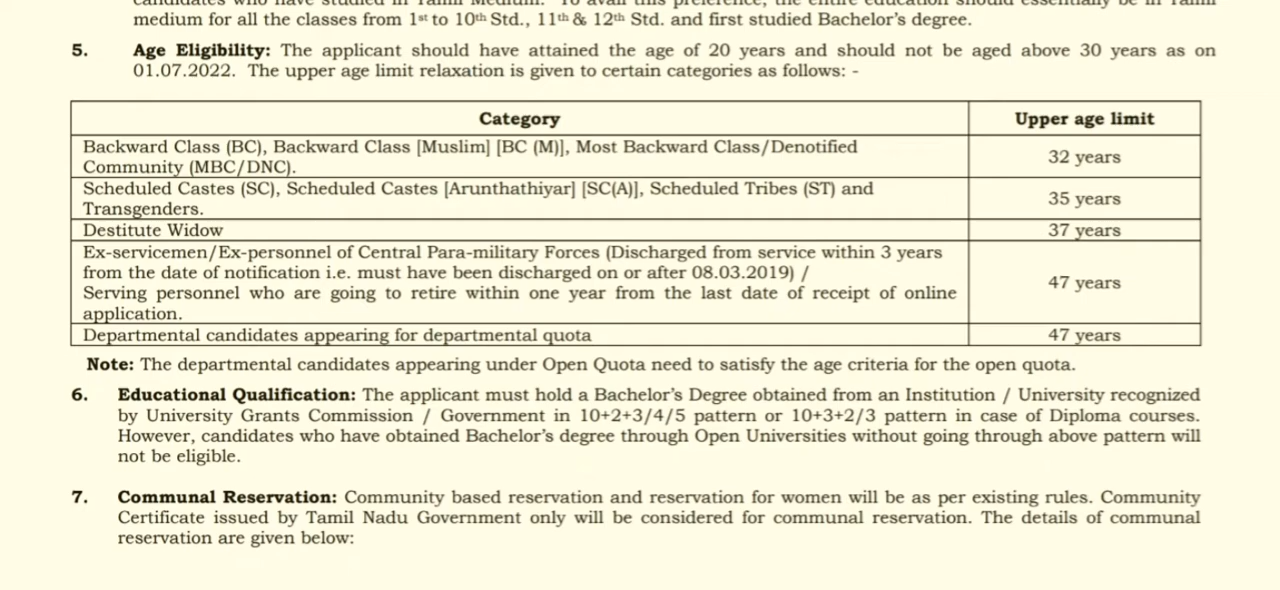 medium for all the classes from 1st to 10th Std., 11th & 12th Std. and first studied Bachelor's degree.
5. Age Eligibility: The applicant should have attained the age of 20 years and should not be aged above 30 years as on
01.07.2022. The upper age limit relaxation is given to certain categories as follows: -
Category Upper age limit
Backward Class (BC), Backward Class [Muslim] [BC (M)], Most Backward Class/Denotified
Community (MBC/DNC).
32 years
Scheduled Castes (SC), Scheduled Castes [Arunthathiyar] [SC(A)], Scheduled Tribes (ST) and
Transgenders.
35 years
Destitute Widow 37 years
Ex-servicemen/Ex-personnel of Central Para-military Forces (Discharged from service within 3 years
from the date of notification i.e. must have been discharged on or after 08.03.2019) /
Serving personnel who are going to retire within one year from the last date of receipt of online
application.
47 years
Departmental candidates appearing for departmental quota 47 years
Note: The departmental candidates appearing under Open Quota need to satisfy the age criteria for the open quota.
6. Educational Qualification: The applicant must hold a Bachelor's Degree obtained from an Institution / University recognized
by University Grants Commission / Government in 10+2+3/4/5 pattern or 10+3+2/3 pattern in case of Diploma courses.
However, candidates who have obtained Bachelor's degree through Open Universities without going through above pattern will
not be eligible.
7. Communal Reservation: Community based reservation and reservation for women will be as per existing rules. Community
Certificate issued by Tamil Nadu Government only will be considered for communal reservation. The details of communal
reservation are given below: